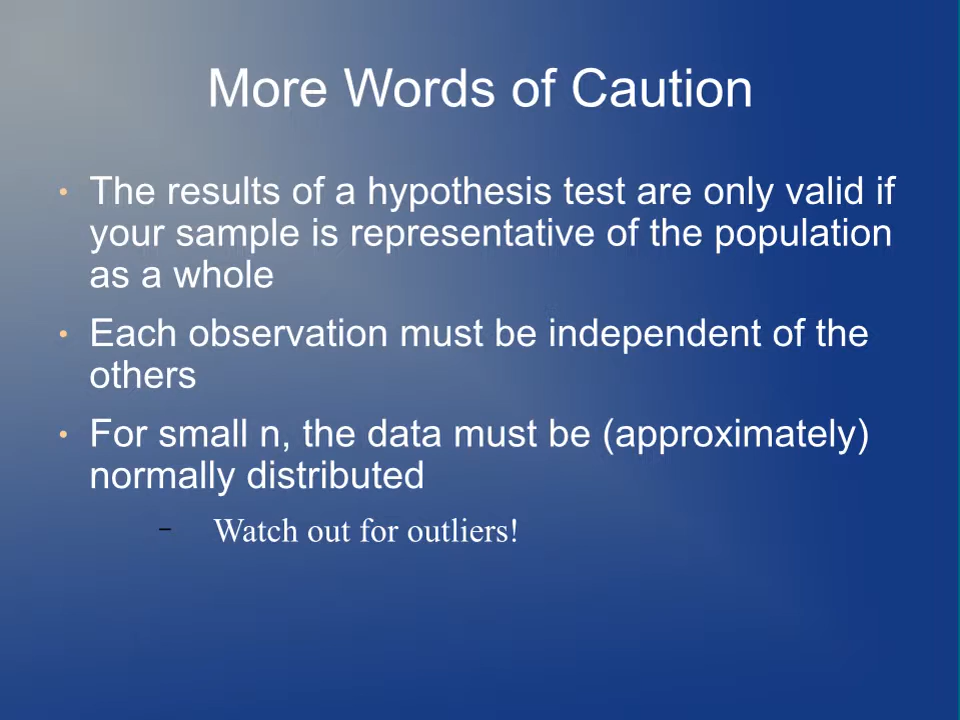 More Words of Caution
• The results of a hypothesis test are only valid if
your sample is representative of the population
as a whole
• Each observation must be independent of the
others
• For small n, the data must be (approximately)
normally distributed
– Watch out for outliers!